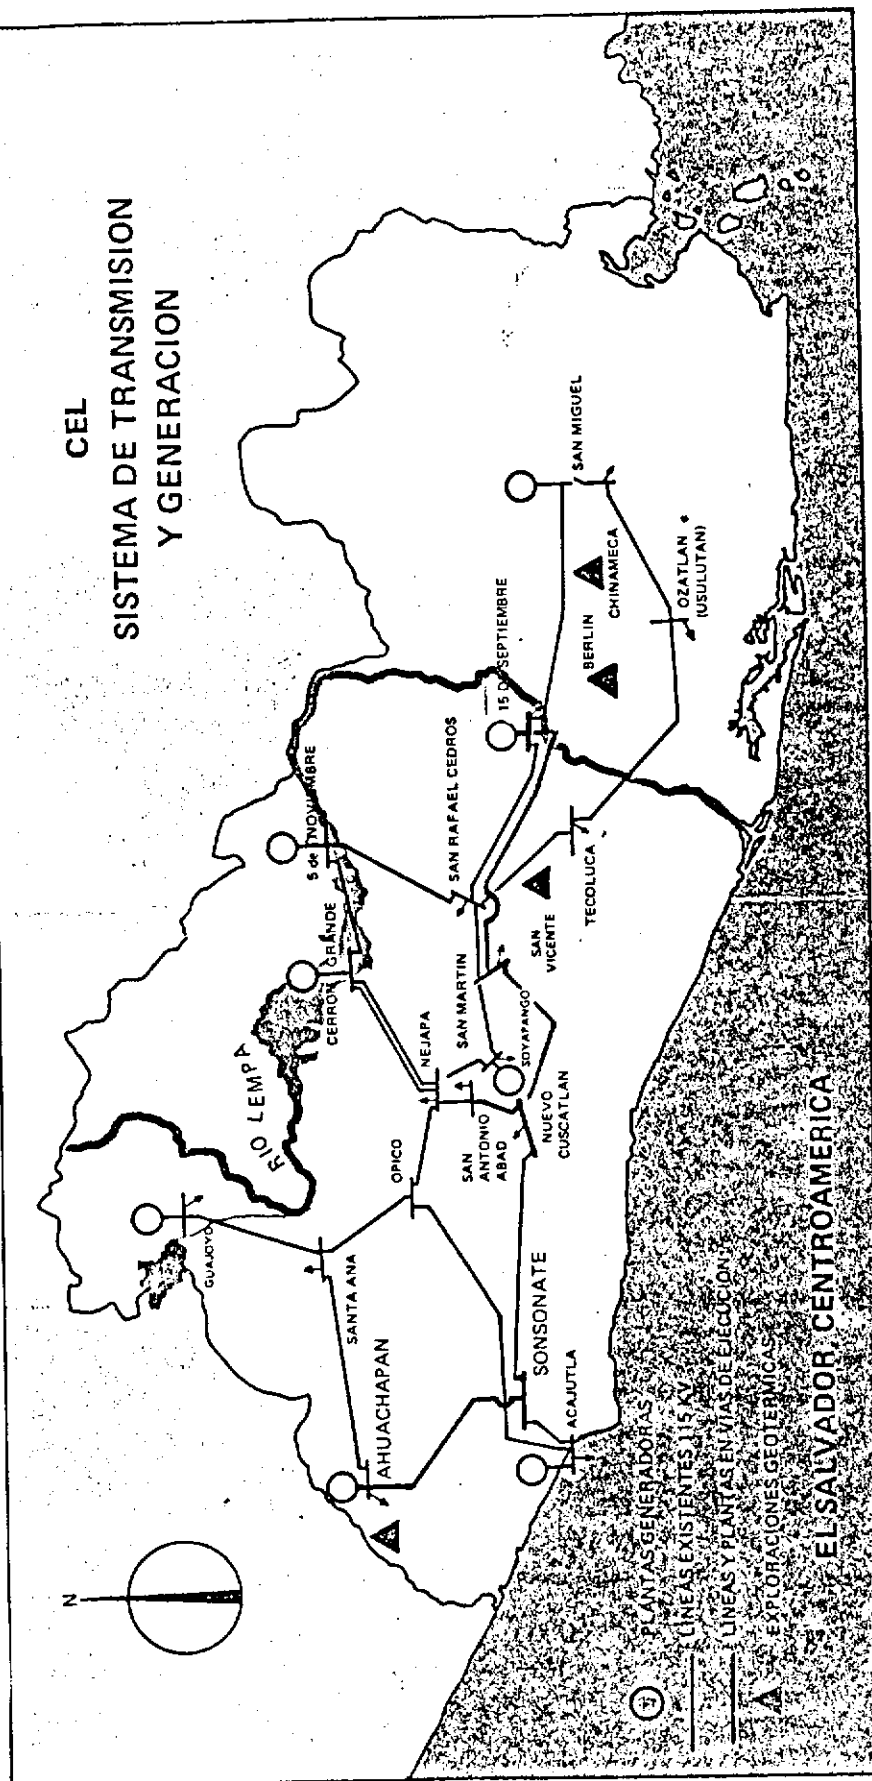 CEL
SISTEMA DE TRANSMISION
Y GENERACION
N
GUAJOYO
RIO LEMPA
CERRON GRANDE
5 de NOVIEMBRE
SANTA ANA
OPICO
NEJAPA
AHUACHAPAN
SAN
ANTONIO
ABAD
SAN MARTIN
SAN RAFAEL CEDROS
15 DE SEPTIEMBRE
SOYAPANGO
SAN
VICENTE
NUEVO
CUSCATLAN
SONSONATE
ACAJUTLA
TECOLUCA
BERLIN
CHINAMECA
SAN MIGUEL
OZATLAN *
(USULUTAN)
PLANTAS GENERADORAS
LINEAS EXISTENTES 115 KV
LINEAS Y PLANTAS EN VIAS DE EJECUCION
EXPLORACIONES GEOTERMICAS
EL SALVADOR, CENTROAMERICA